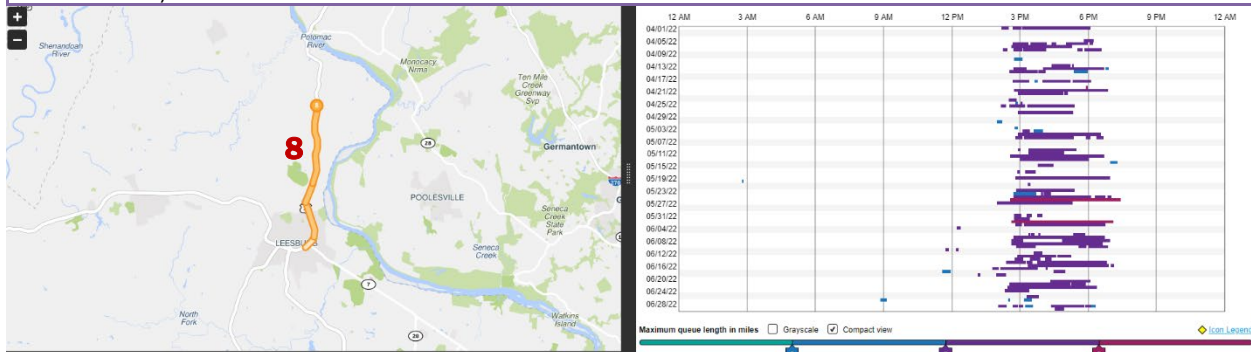 +
−
Shenandoah
River
Potomac
River
Monocacy
Nrma
Ten Mile
Creek
Greenway
Svp
28
8
Germantown
POOLESVILLE
Seneca
Creek
State
Park
LEESBURG
Seneca
Creek
7
North
Fork
Watkins
Island
28
12 AM 3 AM 6 AM 9 AM 12 PM 3 PM 6 PM 9 PM 12 AM
04/01/22
04/05/22
04/09/22
04/13/22
04/17/22
04/21/22
04/25/22
04/29/22
05/03/22
05/07/22
05/11/22
05/15/22
05/19/22
05/23/22
05/27/22
05/31/22
06/04/22
06/08/22
06/12/22
06/16/22
06/20/22
06/24/22
06/28/22
Maximum queue length in miles Grayscale Compact view Icon Legend